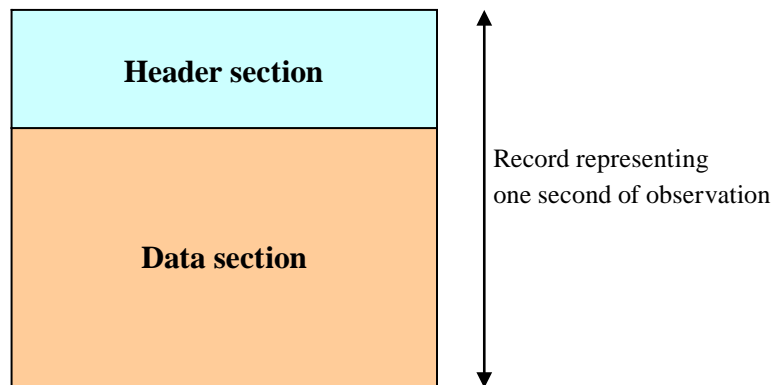 Header section
Record representing
one second of observation
Data section